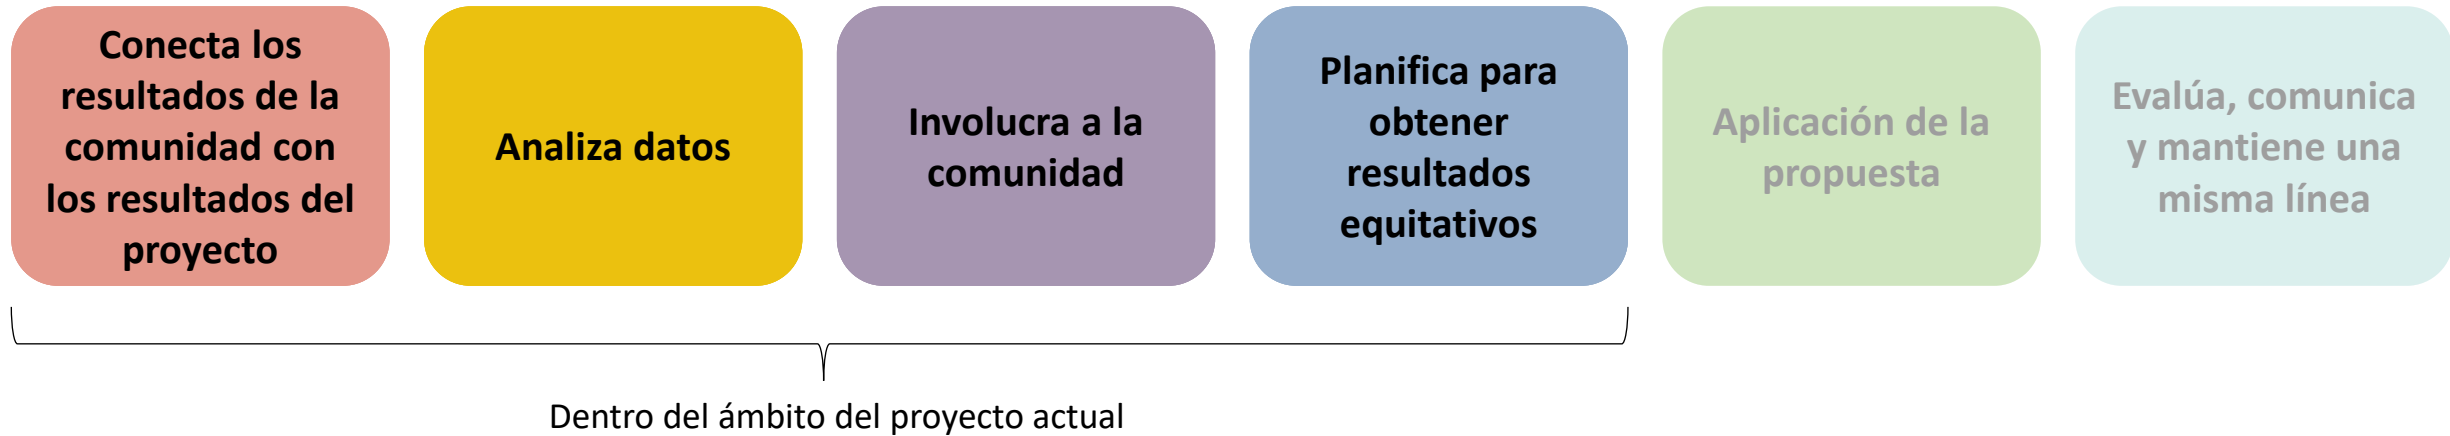 Conecta los
resultados de la
comunidad con
los resultados del
proyecto
Analiza datos
Involucra a la
comunidad
Planifica para
obtener
resultados
equitativos
Aplicación de la
propuesta
Evalúa, comunica
y mantiene una
misma línea
Dentro del ámbito del proyecto actual